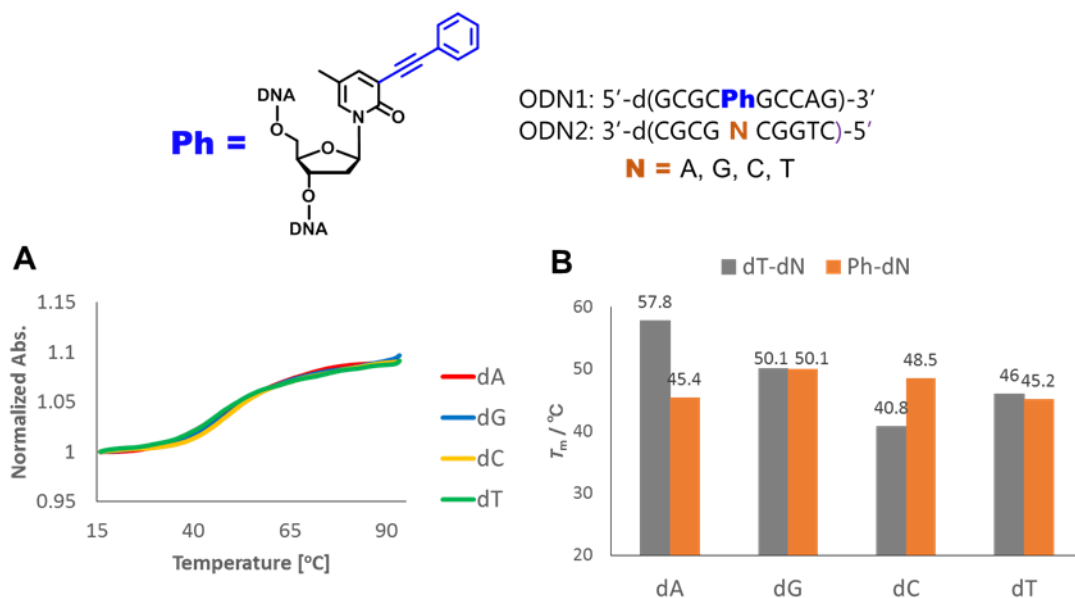 DNA
Me
O
N
O
O
O
DNA
Ph =
ODN1: 5’-d(GCGCPhGCCAG)-3’
ODN2: 3’-d(CGCG N CGGTC)-5’
N = A, G, C, T
A
Normalized Abs.
1.15
1.1
1.05
1
0.95
15 40 65 90
Temperature [°C]
dA
dG
dC
dT
B
dT-dN Ph-dN
Tm / °C
60
50
40
30
20
57.8
45.4
50.1 50.1
40.8
48.5
46 45.2
dA dG dC dT